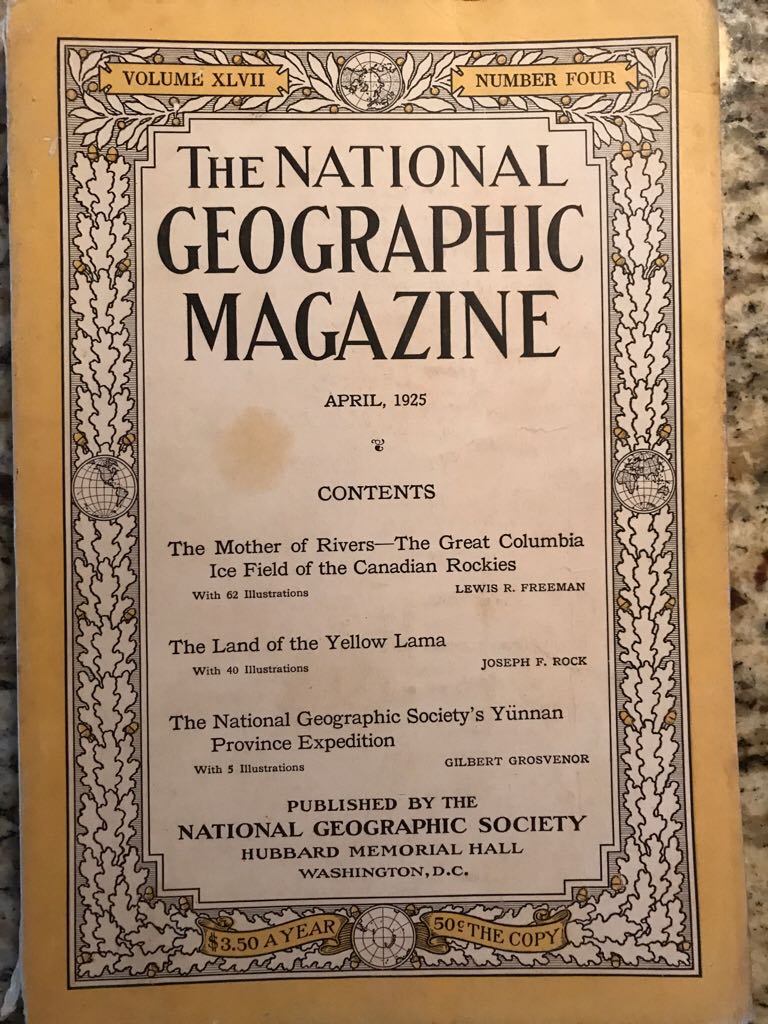 VOLUME XLVII
NUMBER FOUR
THE NATIONAL
GEOGRAPHIC
MAGAZINE
APRIL, 1925
CONTENTS
The Mother of Rivers—The Great Columbia
Ice Field of the Canadian Rockies
With 62 Illustrations LEWIS R. FREEMAN
The Land of the Yellow Lama
With 40 Illustrations JOSEPH F. ROCK
The National Geographic Society's Yünnan
Province Expedition
With 5 Illustrations GILBERT GROSVENOR
PUBLISHED BY THE
NATIONAL GEOGRAPHIC SOCIETY
HUBBARD MEMORIAL HALL
WASHINGTON, D.C.
$3.50 A YEAR
50¢ THE COPY